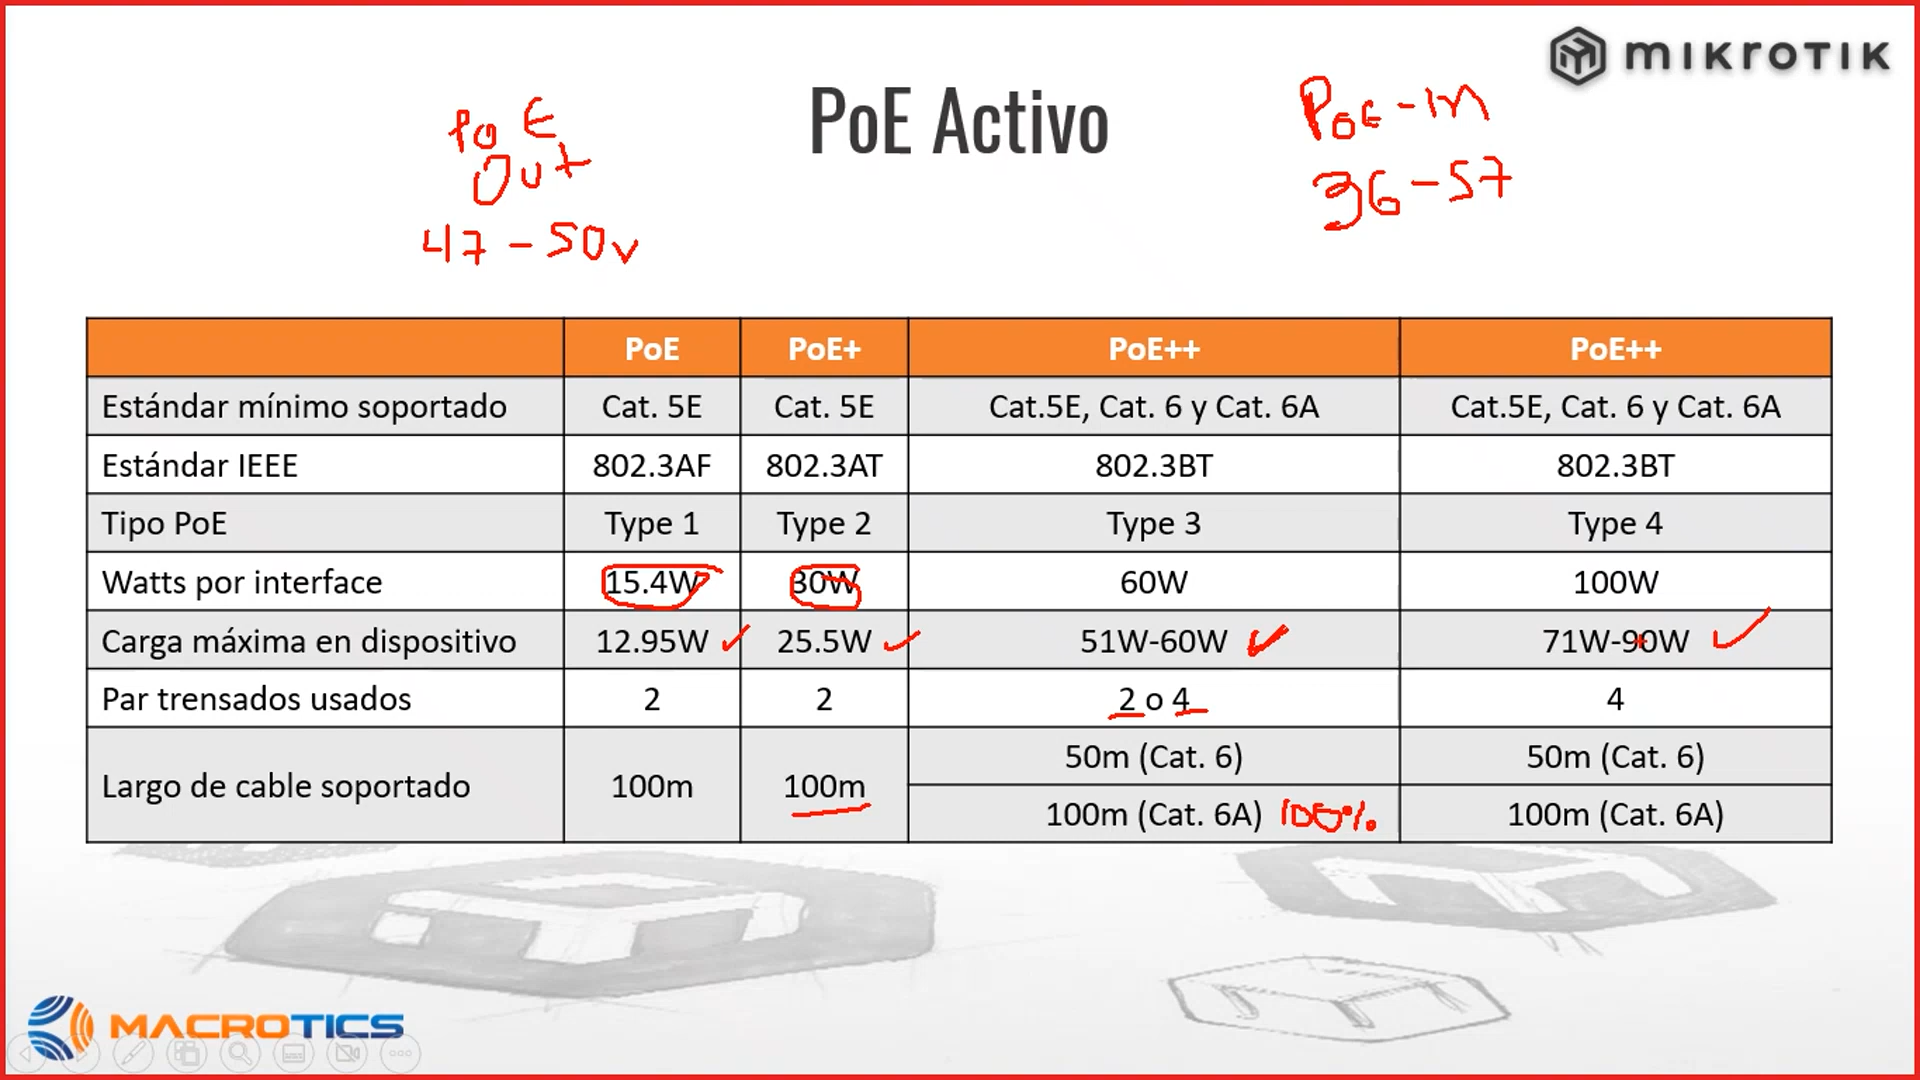 mikrotik
PoE Activo
PoE
Out
47 - 50v
PoE-in
36-57
PoE PoE+ PoE++ PoE++
Estándar mínimo soportado Cat. 5E Cat. 5E Cat.5E, Cat. 6 y Cat. 6A Cat.5E, Cat. 6 y Cat. 6A
Estándar IEEE 802.3AF 802.3AT 802.3BT 802.3BT
Tipo PoE Type 1 Type 2 Type 3 Type 4
Watts por interface 15.4W 30W 60W 100W
Carga máxima en dispositivo 12.95W 25.5W 51W-60W 71W-90W
Par trensados usados 2 2 2 o 4 4
Largo de cable soportado 100m 100m 50m (Cat. 6) 50m (Cat. 6)
100m (Cat. 6A) 100% 100m (Cat. 6A)
MACROTICS